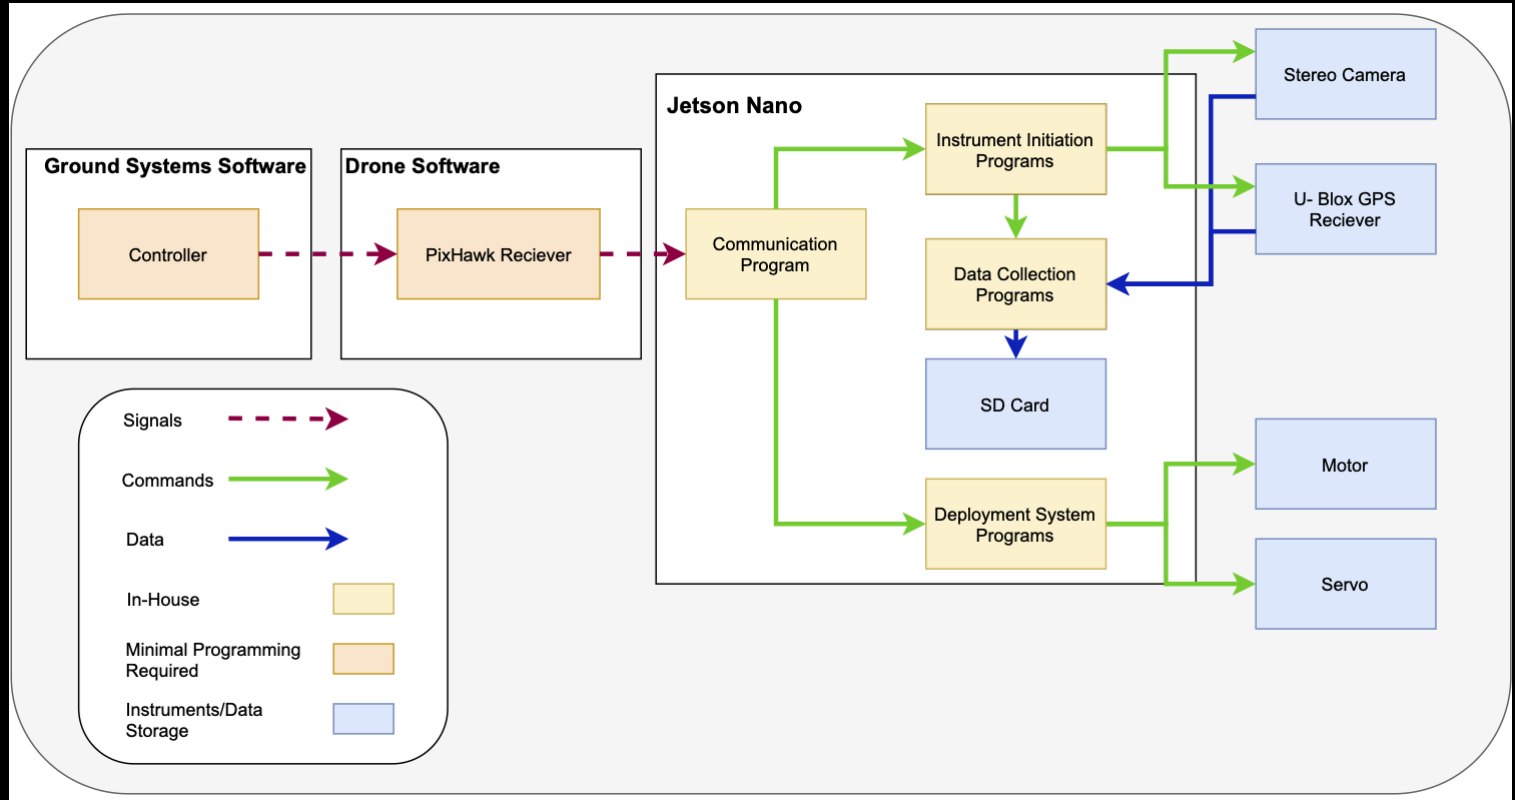 Ground Systems Software
Controller
Drone Software
PixHawk Reciever
Jetson Nano
Communication
Program
Instrument Initiation
Programs
Data Collection
Programs
SD Card
Deployment System
Programs
Stereo Camera
U- Blox GPS
Reciever
Motor
Servo
Signals
Commands
Data
In-House
Minimal Programming
Required
Instruments/Data
Storage